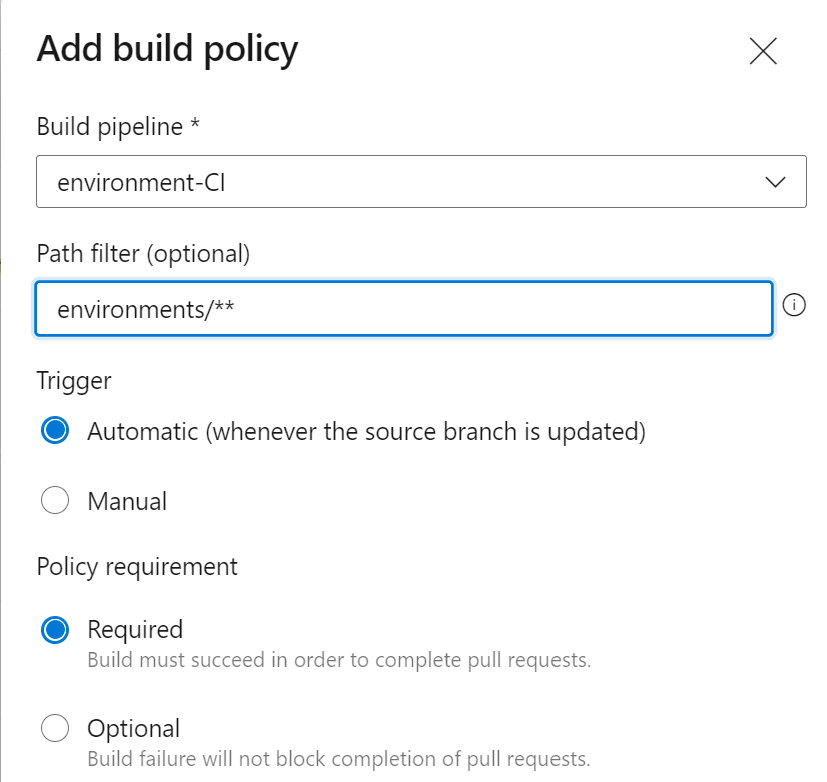 Add build policy
Build pipeline *
environment-CI
Path filter (optional)
environments/**
Trigger
Automatic (whenever the source branch is updated)
Manual
Policy requirement
Required
Build must succeed in order to complete pull requests.
Optional
Build failure will not block completion of pull requests.